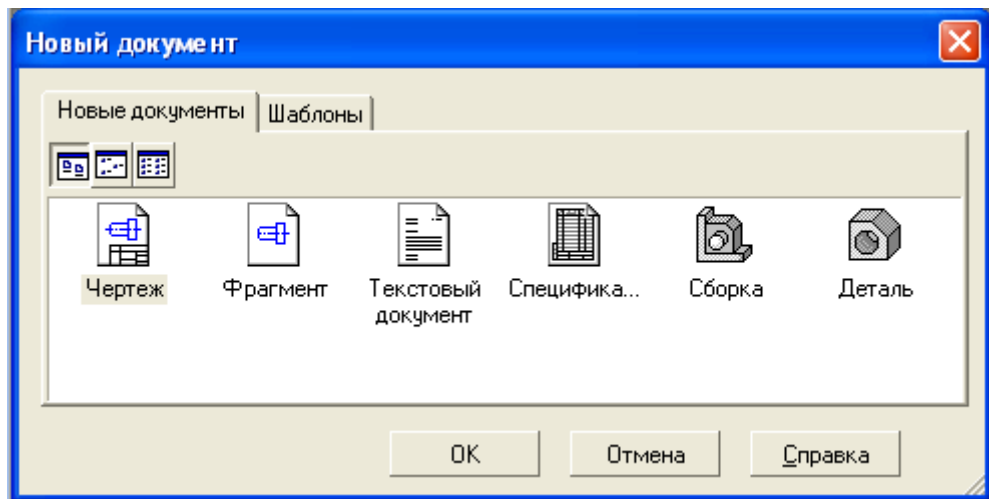 Новый документ
Новые документы Шаблоны
Чертеж Фрагмент Текстовый документ Специфика... Сборка Деталь
OK Отмена Справка